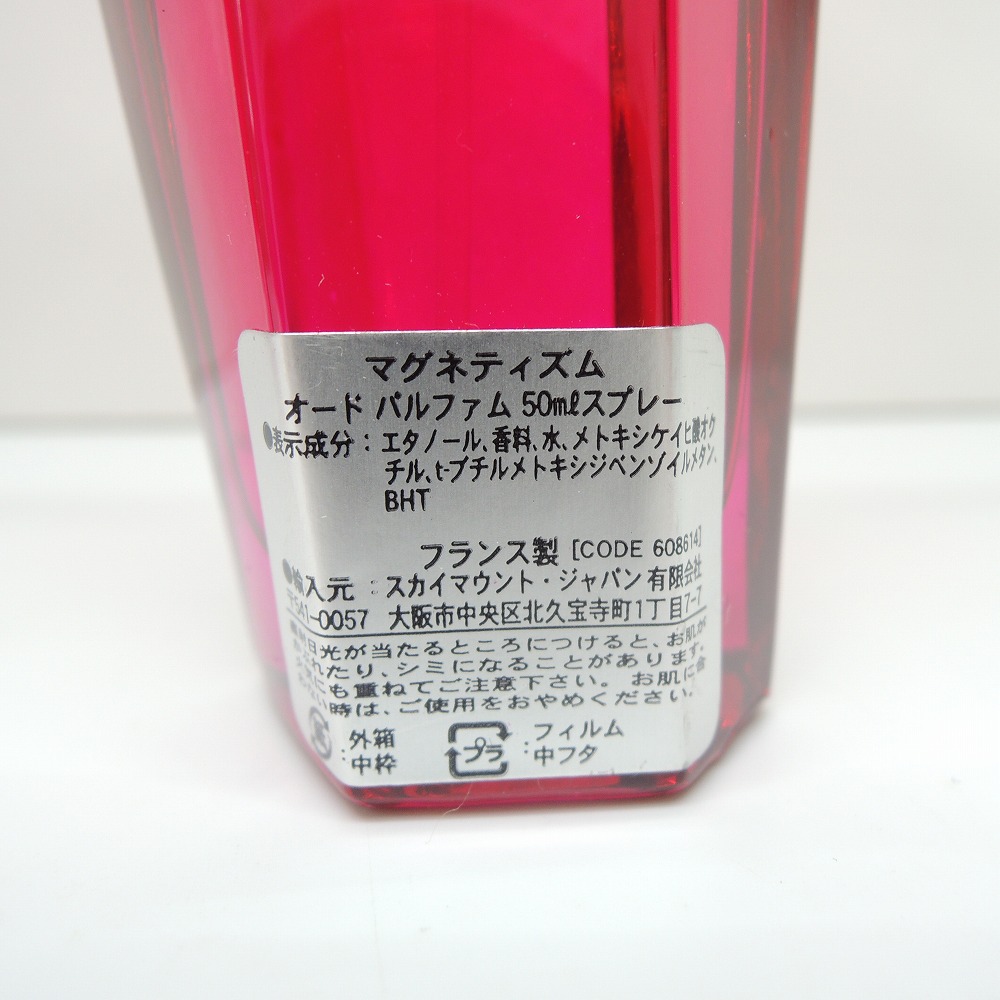 マグネティズム
オード パルファム 50mℓスプレー
●表示成分：エタノール、香料、水、メトキシケイヒ酸オク
チル、t-ブチルメトキシジベンゾイルメタン、
BHT
フランス製 [CODE 608614]
●輸入元：スカイマウント・ジャパン有限会社
〒541-0057 大阪市中央区北久宝寺町1丁目7-7
直射日光が当たるところにつけると、お肌が
かぶれたり、シミになることがあります。
にも重ねてご注意下さい。 お肌に合
わない時は、ご使用をおやめください。
紙：外箱
中枠
プラ：フィルム
中フタ